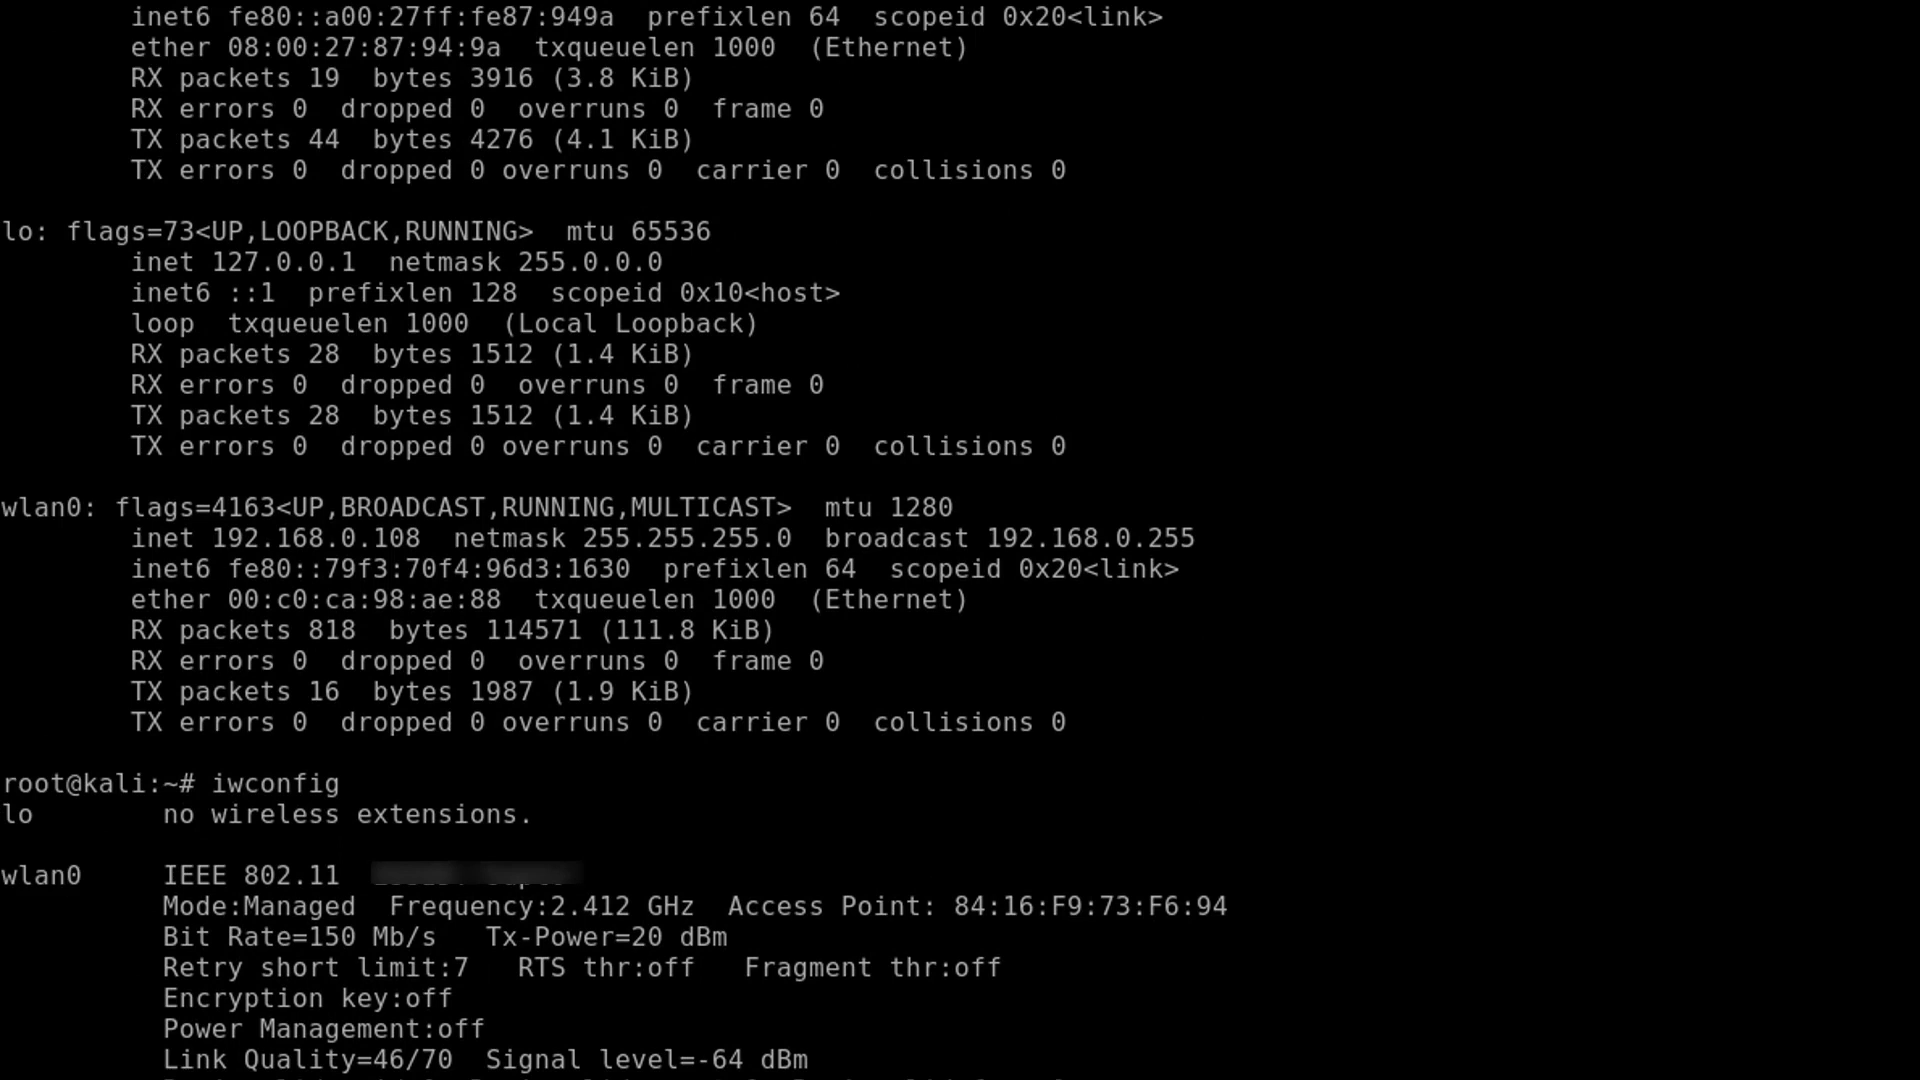 inet6 fe80::a00:27ff:fe87:949a  prefixlen 64  scopeid 0x20<link>
ether 08:00:27:87:94:9a  txqueuelen 1000  (Ethernet)
RX packets 19  bytes 3916 (3.8 KiB)
RX errors 0  dropped 0  overruns 0  frame 0
TX packets 44  bytes 4276 (4.1 KiB)
TX errors 0  dropped 0 overruns 0  carrier 0  collisions 0
lo: flags=73<UP,LOOPBACK,RUNNING>  mtu 65536
inet 127.0.0.1  netmask 255.0.0.0
inet6 ::1  prefixlen 128  scopeid 0x10<host>
loop  txqueuelen 1000  (Local Loopback)
RX packets 28  bytes 1512 (1.4 KiB)
RX errors 0  dropped 0  overruns 0  frame 0
TX packets 28  bytes 1512 (1.4 KiB)
TX errors 0  dropped 0 overruns 0  carrier 0  collisions 0
wlan0: flags=4163<UP,BROADCAST,RUNNING,MULTICAST>  mtu 1280
inet 192.168.0.108  netmask 255.255.255.0  broadcast 192.168.0.255
inet6 fe80::79f3:70f4:96d3:1630  prefixlen 64  scopeid 0x20<link>
ether 00:c0:ca:98:ae:88  txqueuelen 1000  (Ethernet)
RX packets 818  bytes 114571 (111.8 KiB)
RX errors 0  dropped 0  overruns 0  frame 0
TX packets 16  bytes 1987 (1.9 KiB)
TX errors 0  dropped 0 overruns 0  carrier 0  collisions 0
root@kali:~# iwconfig
lo        no wireless extensions.
wlan0     IEEE 802.11
Mode:Managed  Frequency:2.412 GHz  Access Point: 84:16:F9:73:F6:94
Bit Rate=150 Mb/s   Tx-Power=20 dBm
Retry short limit:7   RTS thr:off   Fragment thr:off
Encryption key:off
Power Management:off
Link Quality=46/70  Signal level=-64 dBm